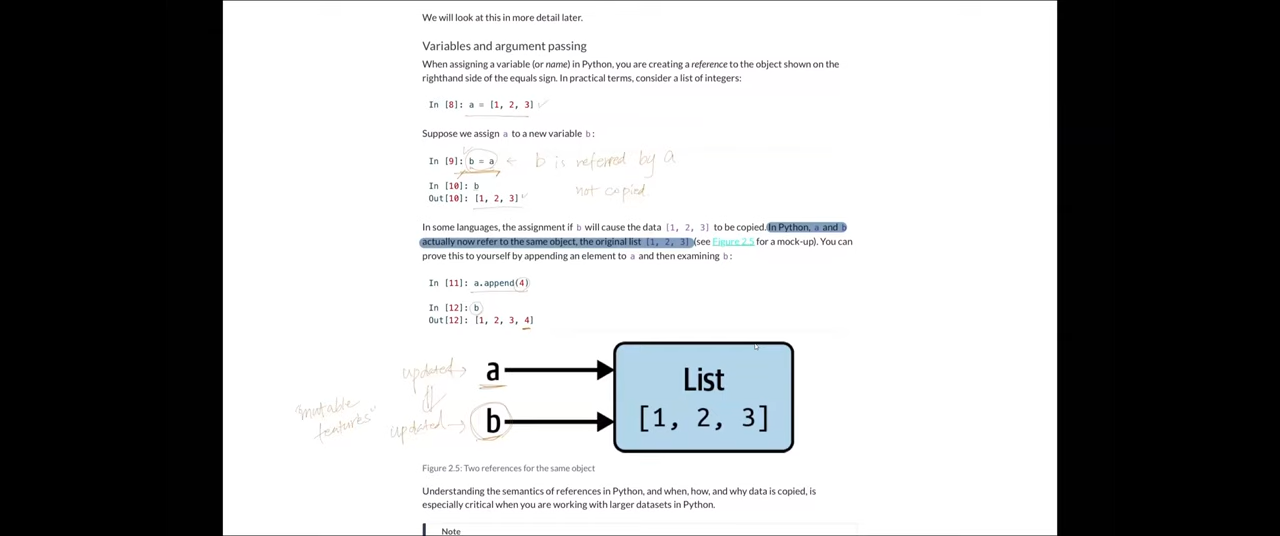 We will look at this in more detail later.
Variables and argument passing
When assigning a variable (or name) in Python, you are creating a reference to the object shown on the
righthand side of the equals sign. In practical terms, consider a list of integers:
In [8]: a = [1, 2, 3]
Suppose we assign a to a new variable b:
In [9]: b = a ← b is referred by a
not copied.
In [10]: b
Out[10]: [1, 2, 3]
In some languages, the assignment if b will cause the data [1, 2, 3] to be copied. In Python, a and b
actually now refer to the same object, the original list [1, 2, 3] (see Figure 2.5 for a mock-up). You can
prove this to yourself by appending an element to a and then examining b:
In [11]: a.append(4)
In [12]: b
Out[12]: [1, 2, 3, 4]
updated → a
List
"mutable features"
updated → b
[1, 2, 3]
Figure 2.5: Two references for the same object
Understanding the semantics of references in Python, and when, how, and why data is copied, is
especially critical when you are working with larger datasets in Python.
Note